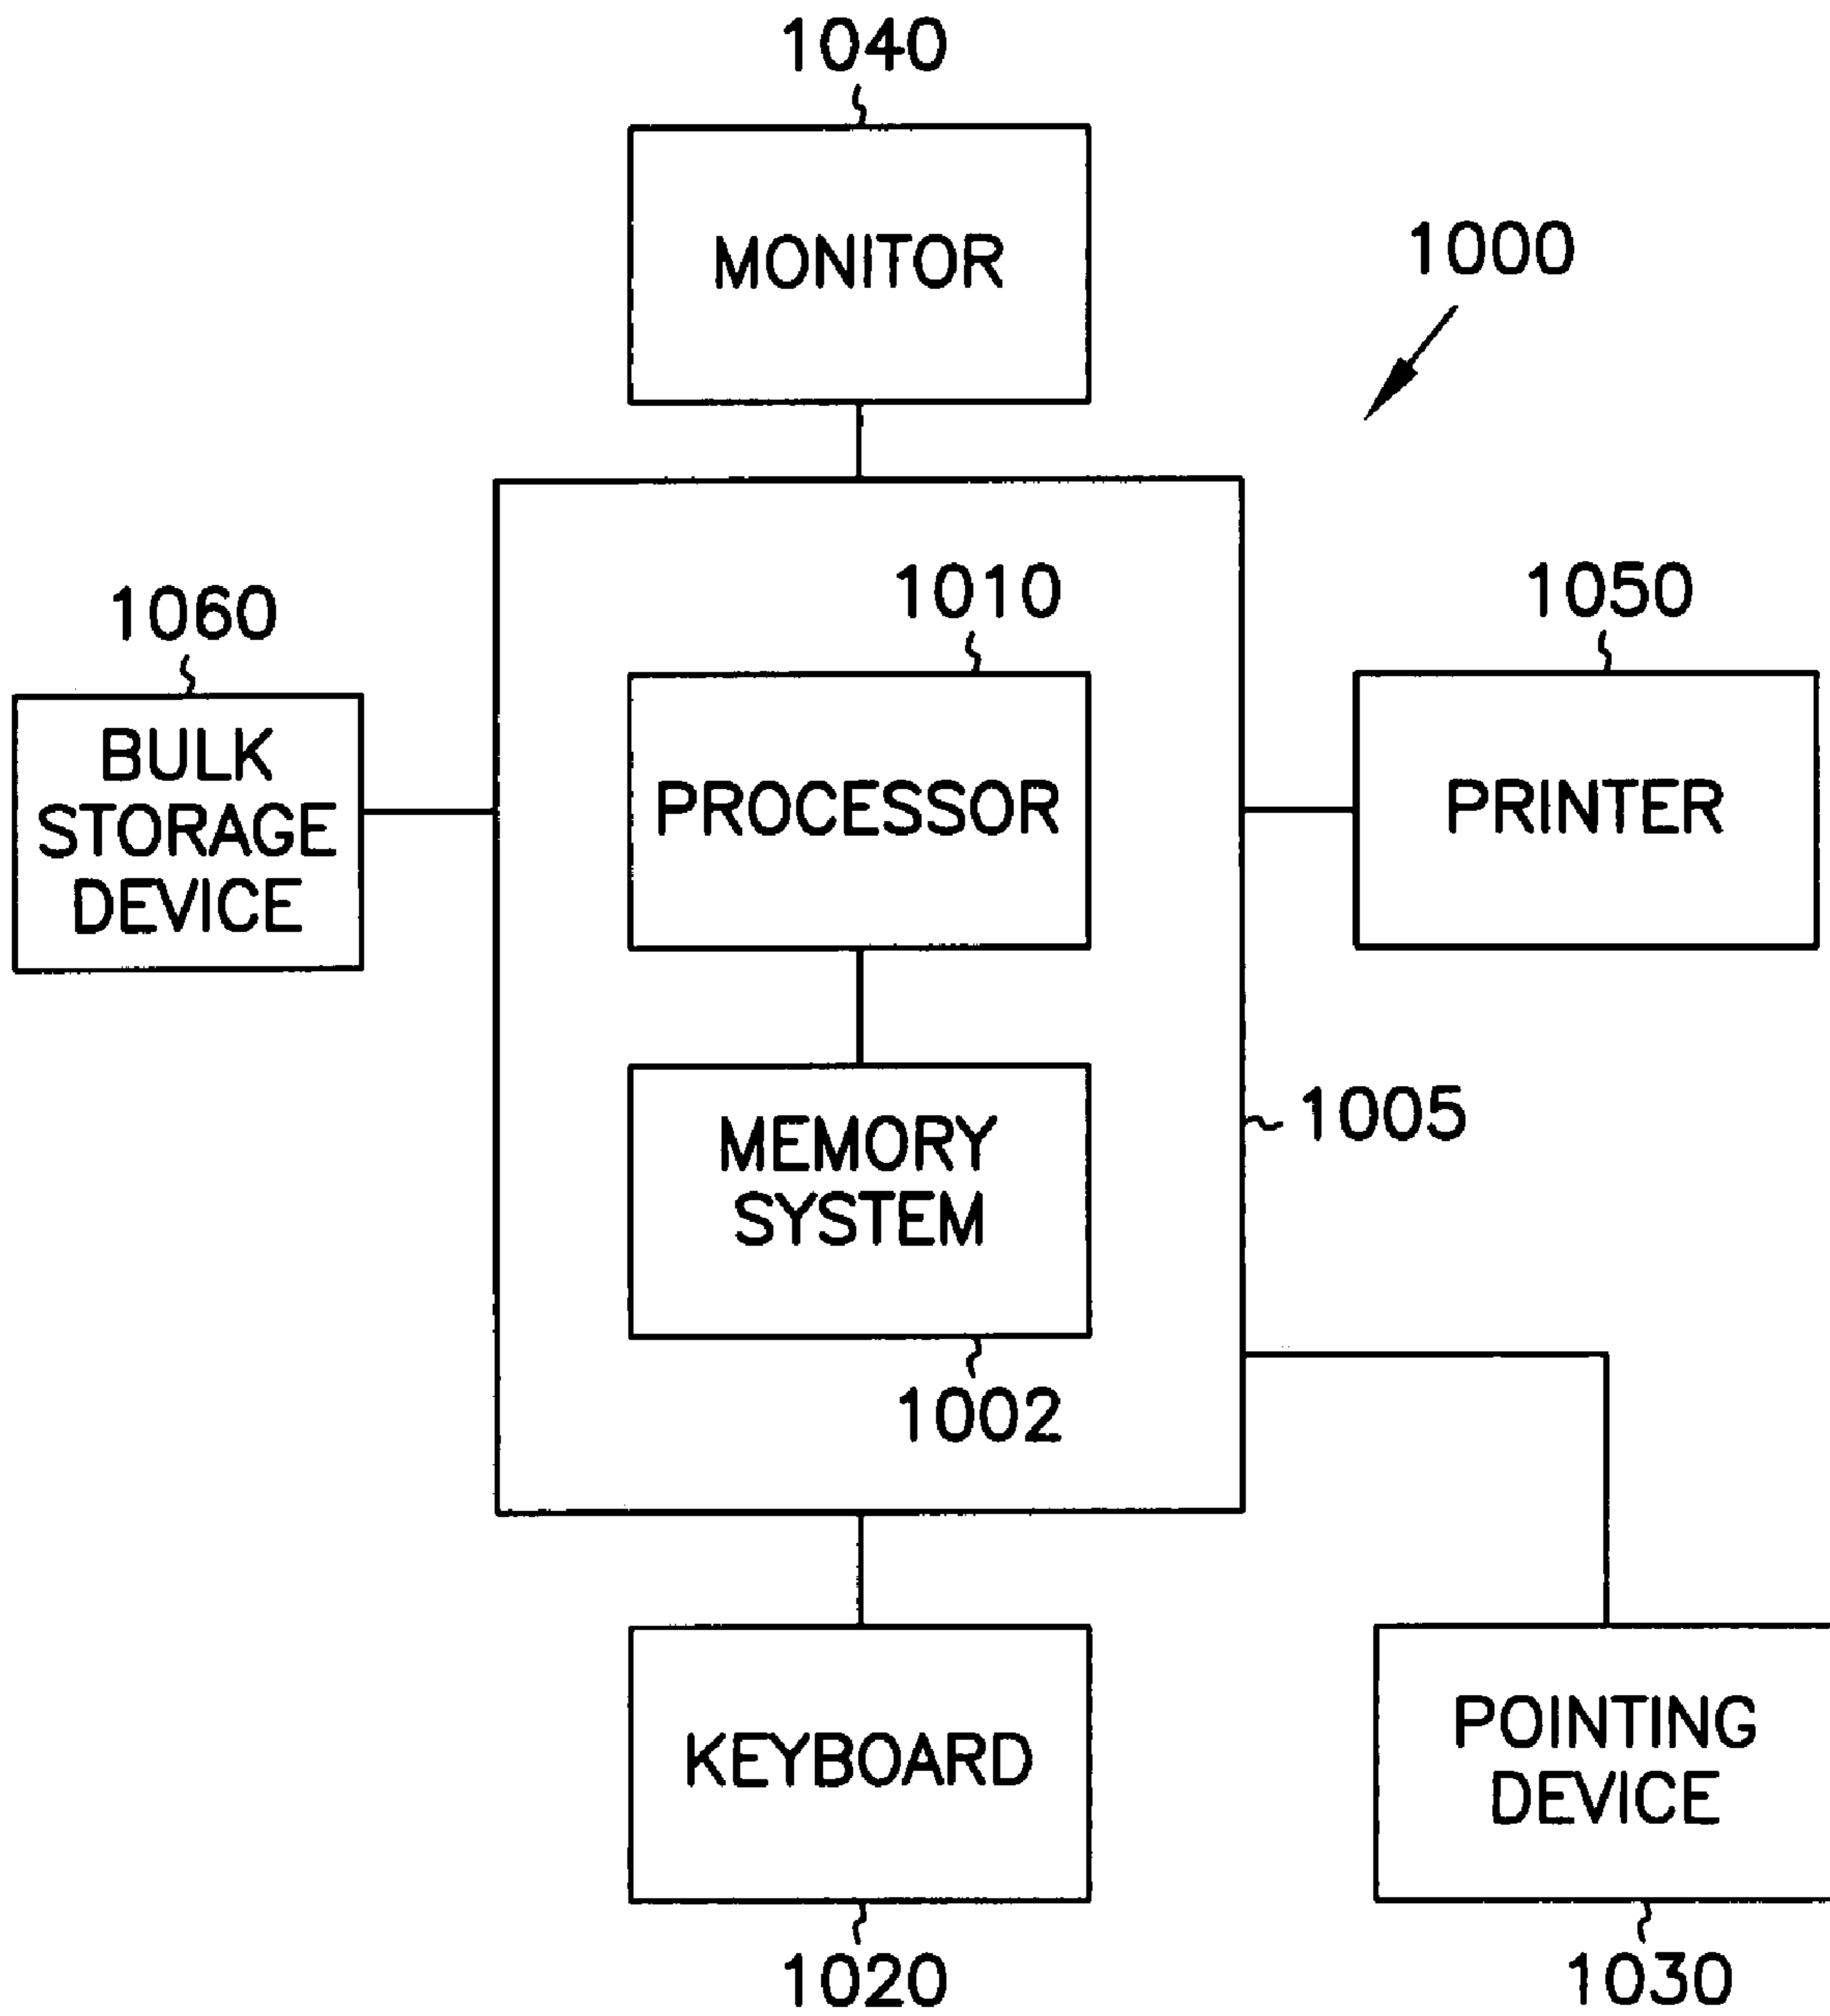 1040
MONITOR
1000
1060
BULK
STORAGE
DEVICE
1010
PROCESSOR
1050
PRINTER
MEMORY
SYSTEM
1005
1002
KEYBOARD
1020
POINTING
DEVICE
1030